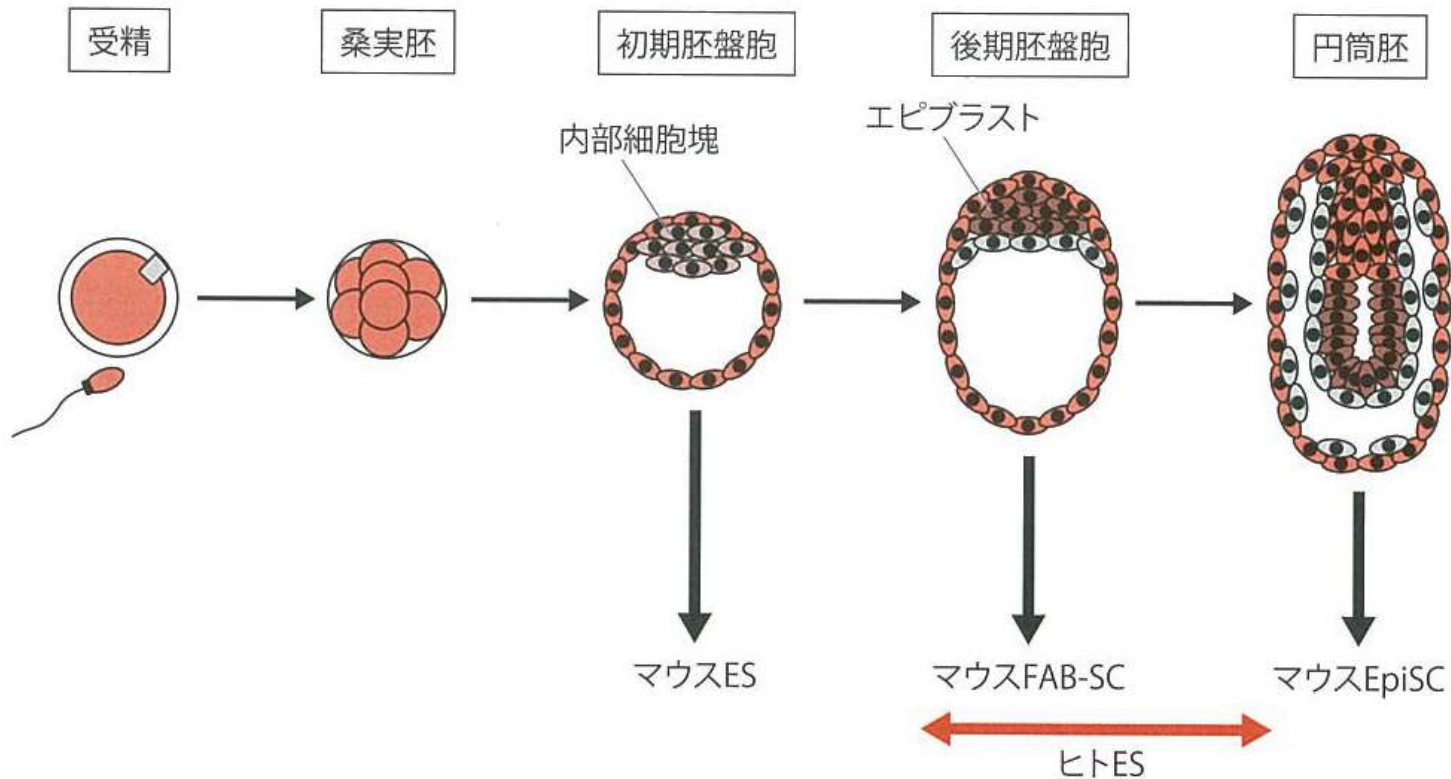 受精
桑実胚
初期胚盤胞
後期胚盤胞
円筒胚
内部細胞塊
エピブラスト
マウスES
マウスFAB-SC
マウスEpiSC
ヒトES